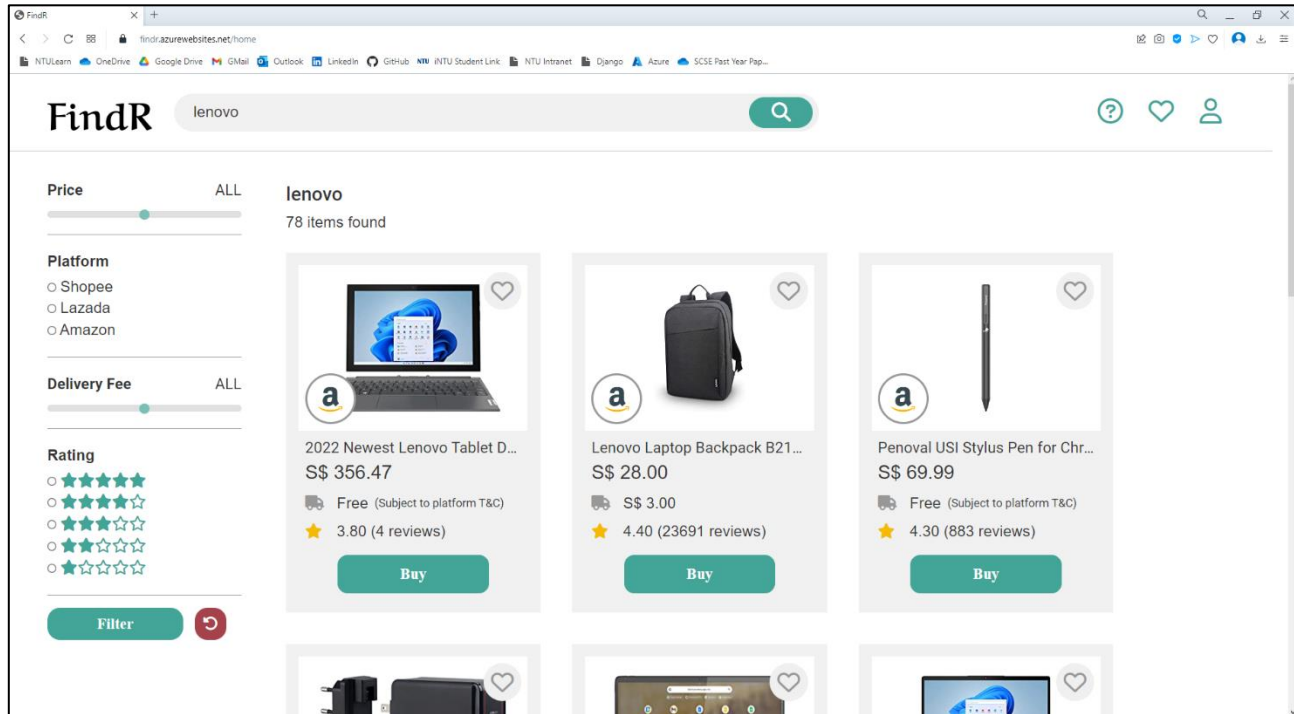 FindR
findr.azurewebsites.net/home
NTULearn OneDrive Google Drive GMail Outlook LinkedIn GitHub NTU iNTU Student Link NTU Intranet Django Azure SCSE Past Year Pap...
FindR lenovo
Price ALL
Platform
Shopee
Lazada
Amazon
Delivery Fee ALL
Rating
Filter
lenovo
78 items found
a
2022 Newest Lenovo Tablet D...
S$ 356.47
Free (Subject to platform T&C)
3.80 (4 reviews)
Buy
a
Lenovo Laptop Backpack B21...
S$ 28.00
S$ 3.00
4.40 (23691 reviews)
Buy
a
Penoval USI Stylus Pen for Chr...
S$ 69.99
Free (Subject to platform T&C)
4.30 (883 reviews)
Buy